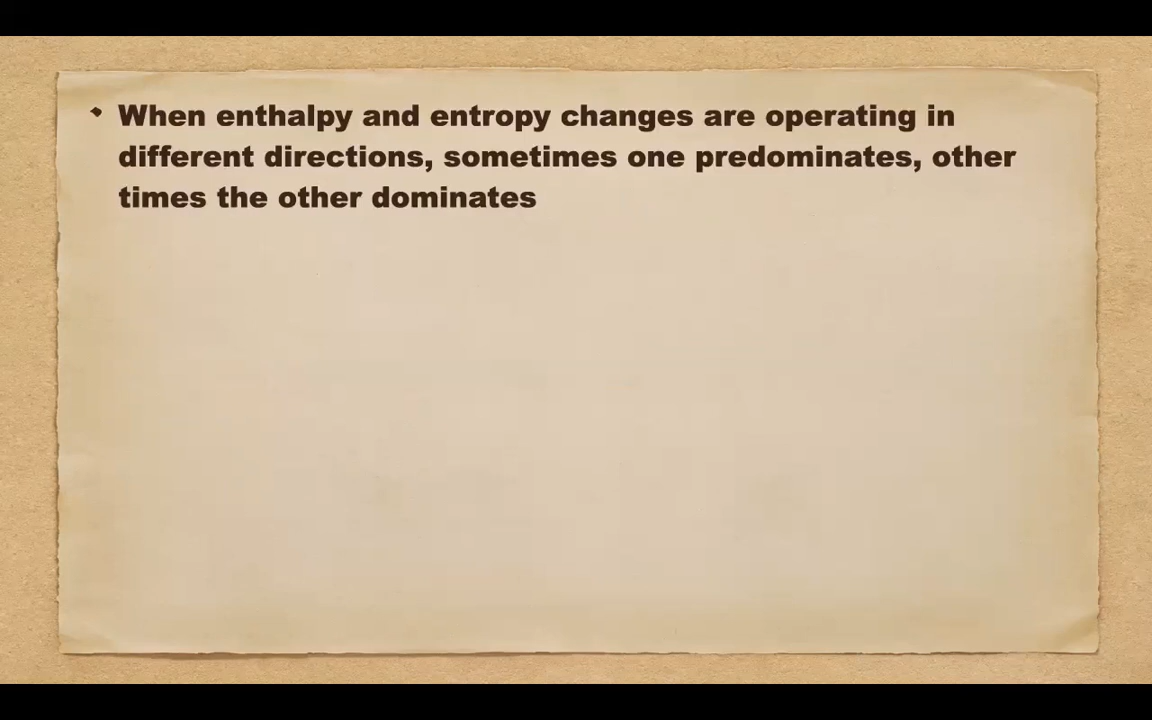 When enthalpy and entropy changes are operating in
different directions, sometimes one predominates, other
times the other dominates